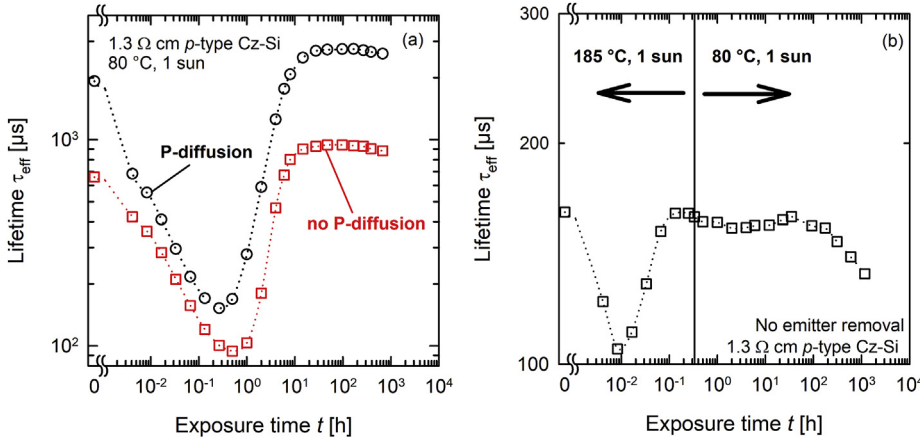 (a)
1.3 Ω cm p-type Cz-Si
80 °C, 1 sun
P-diffusion
no P-diffusion
Lifetime τeff [µs]
10³
10²
0 10⁻² 10⁻¹ 10⁰ 10¹ 10² 10³ 10⁴
Exposure time t [h]
(b)
185 °C, 1 sun 80 °C, 1 sun
Lifetime τeff [µs]
300
200
100
No emitter removal
1.3 Ω cm p-type Cz-Si
0 10⁻² 10⁻¹ 10⁰ 10¹ 10² 10³ 10⁴
Exposure time t [h]